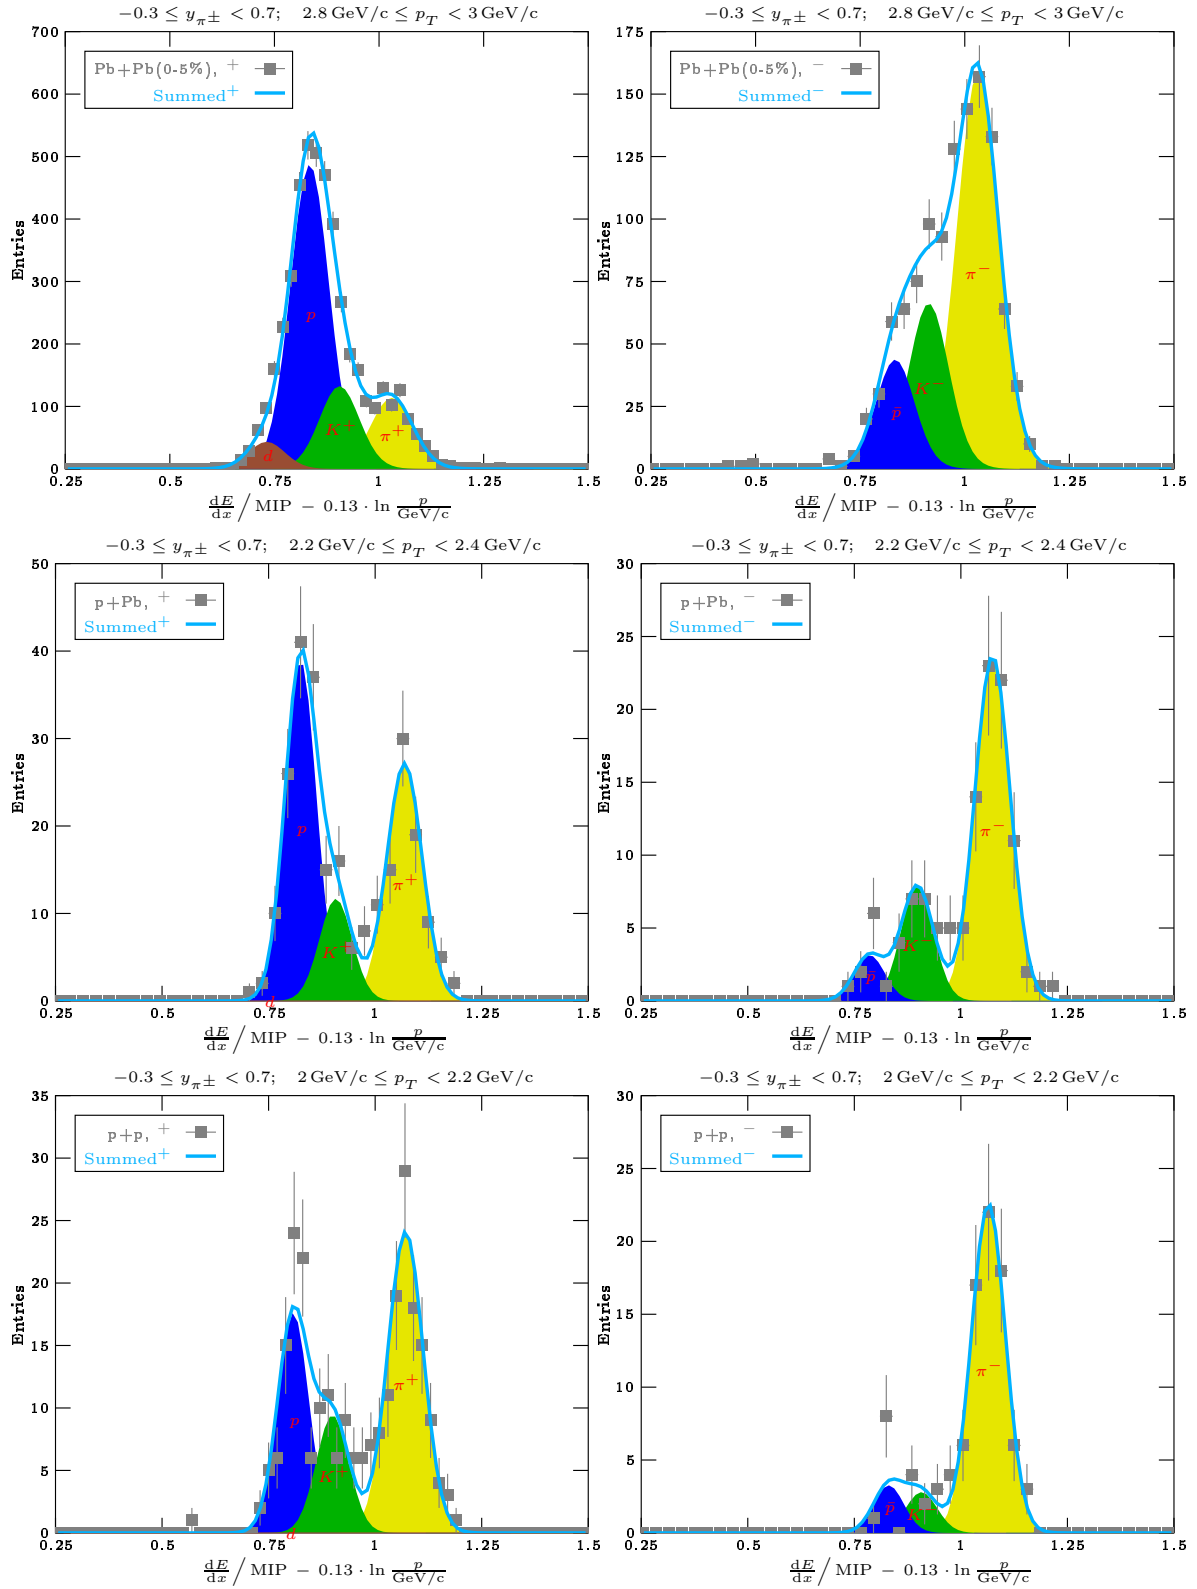 −0.3 ≤ y_π± < 0.7; 2.8 GeV/c ≤ p_T < 3 GeV/c
700
600
500
400
300
200
100
0
Entries
Pb+Pb(0-5%), +
Summed+
p
K+
π+
d
0.25 0.5 0.75 1 1.25 1.5
dE/dx / MIP − 0.13 · ln p/GeV/c
−0.3 ≤ y_π± < 0.7; 2.8 GeV/c ≤ p_T < 3 GeV/c
175
150
125
100
75
50
25
0
Entries
Pb+Pb(0-5%), −
Summed−
π−
K−
p̄
0.25 0.5 0.75 1 1.25 1.5
dE/dx / MIP − 0.13 · ln p/GeV/c
−0.3 ≤ y_π± < 0.7; 2.2 GeV/c ≤ p_T < 2.4 GeV/c
50
40
30
20
10
0
Entries
p+Pb, +
Summed+
p
π+
K+
d
0.25 0.5 0.75 1 1.25 1.5
dE/dx / MIP − 0.13 · ln p/GeV/c
−0.3 ≤ y_π± < 0.7; 2.2 GeV/c ≤ p_T < 2.4 GeV/c
30
25
20
15
10
5
0
Entries
p+Pb, −
Summed−
π−
K−
p̄
0.25 0.5 0.75 1 1.25 1.5
dE/dx / MIP − 0.13 · ln p/GeV/c
−0.3 ≤ y_π± < 0.7; 2 GeV/c ≤ p_T < 2.2 GeV/c
35
30
25
20
15
10
5
0
Entries
p+p, +
Summed+
π+
p
K+
d
0.25 0.5 0.75 1 1.25 1.5
dE/dx / MIP − 0.13 · ln p/GeV/c
−0.3 ≤ y_π± < 0.7; 2 GeV/c ≤ p_T < 2.2 GeV/c
30
25
20
15
10
5
0
Entries
p+p, −
Summed−
π−
p̄
K−
0.25 0.5 0.75 1 1.25 1.5
dE/dx / MIP − 0.13 · ln p/GeV/c